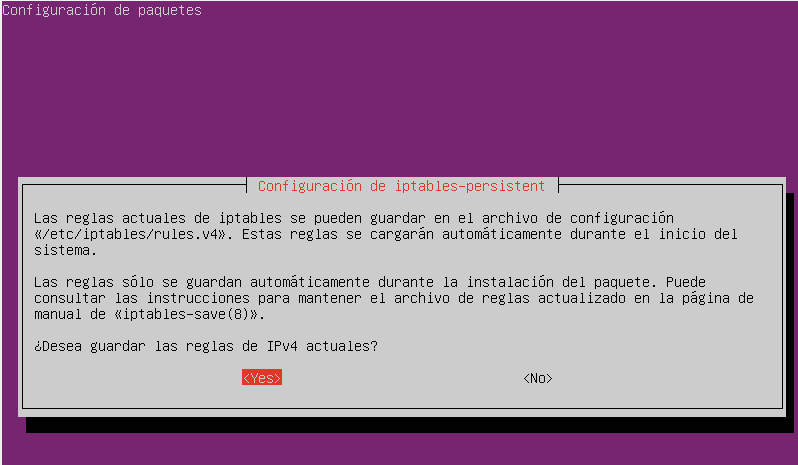 Configuración de paquetes
Configuración de iptables-persistent
Las reglas actuales de iptables se pueden guardar en el archivo de configuración
«/etc/iptables/rules.v4». Estas reglas se cargarán automáticamente durante el inicio del
sistema.
Las reglas sólo se guardan automáticamente durante la instalación del paquete. Puede
consultar las instrucciones para mantener el archivo de reglas actualizado en la página de
manual de «iptables-save(8)».
¿Desea guardar las reglas de IPv4 actuales?
<Yes> <No>